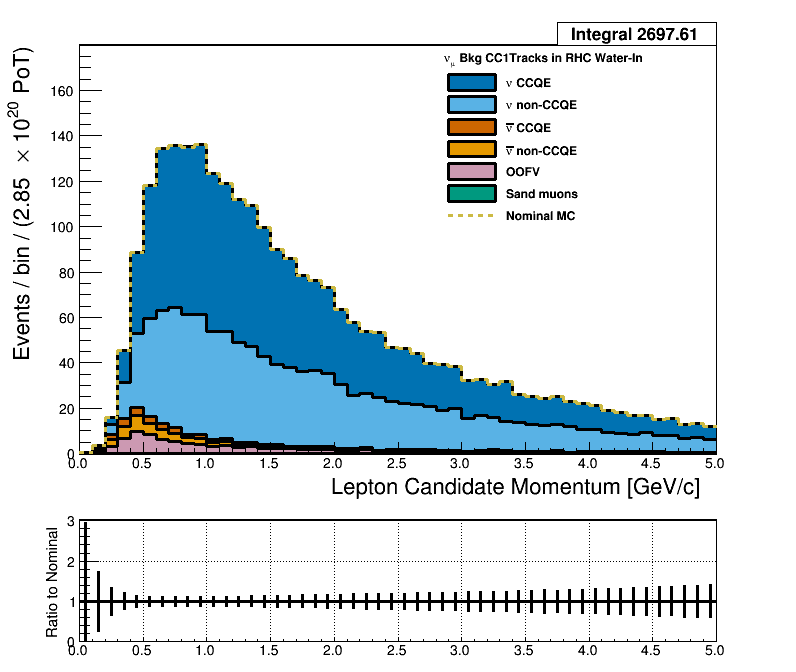 Integral 2697.61
ν_μ Bkg CC1Tracks in RHC Water-In
ν CCQE
ν non-CCQE
ν̅ CCQE
ν̅ non-CCQE
OOFV
Sand muons
Nominal MC
Events / bin / (2.85 × 10^20 PoT)
160
140
120
100
80
60
40
20
0
0.0 0.5 1.0 1.5 2.0 2.5 3.0 3.5 4.0 4.5 5.0
Lepton Candidate Momentum [GeV/c]
Ratio to Nominal
3
2
1
0
0.0 0.5 1.0 1.5 2.0 2.5 3.0 3.5 4.0 4.5 5.0